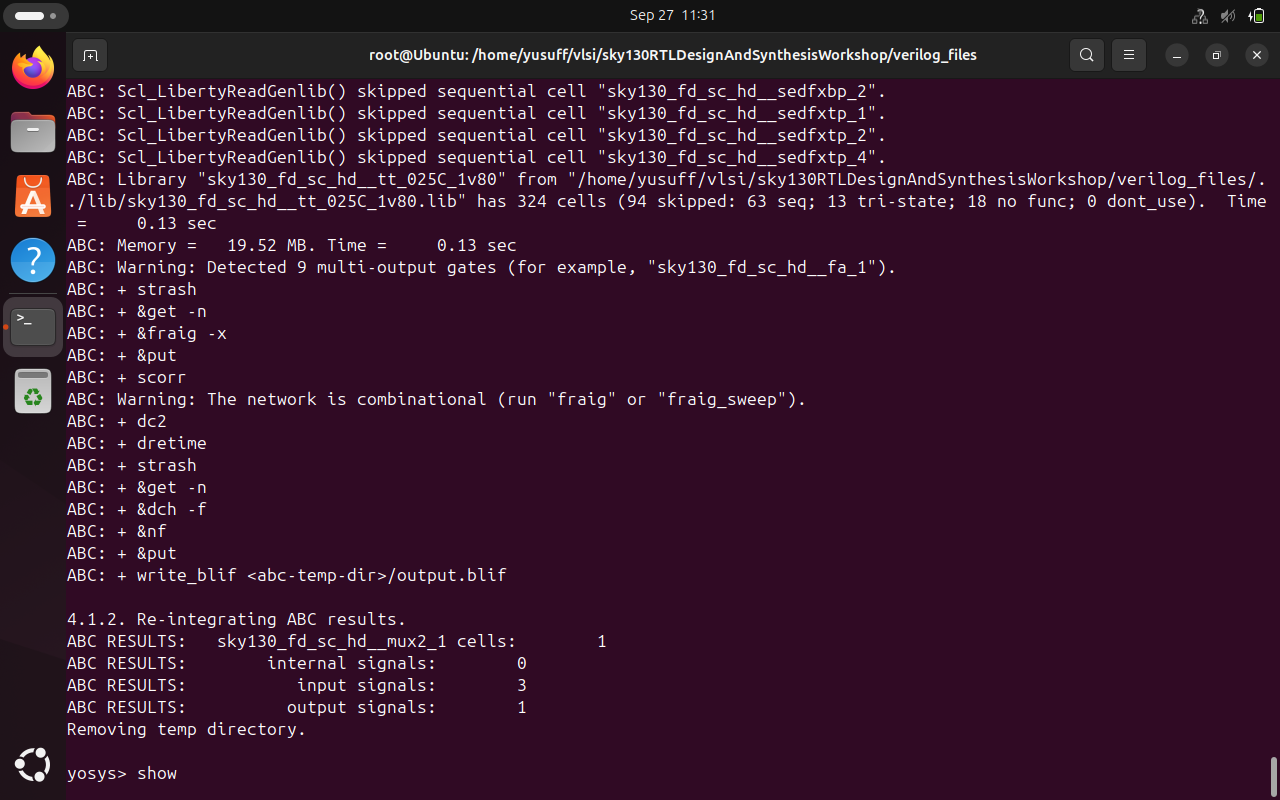 Sep 27 11:31
root@Ubuntu: /home/yusuff/vlsi/sky130RTLDesignAndSynthesisWorkshop/verilog_files
ABC: Scl_LibertyReadGenlib() skipped sequential cell "sky130_fd_sc_hd__sedfxbp_2".
ABC: Scl_LibertyReadGenlib() skipped sequential cell "sky130_fd_sc_hd__sedfxtp_1".
ABC: Scl_LibertyReadGenlib() skipped sequential cell "sky130_fd_sc_hd__sedfxtp_2".
ABC: Scl_LibertyReadGenlib() skipped sequential cell "sky130_fd_sc_hd__sedfxtp_4".
ABC: Library "sky130_fd_sc_hd__tt_025C_1v80" from "/home/yusuff/vlsi/sky130RTLDesignAndSynthesisWorkshop/verilog_files/.
./lib/sky130_fd_sc_hd__tt_025C_1v80.lib" has 324 cells (94 skipped: 63 seq; 13 tri-state; 18 no func; 0 dont_use).  Time
 =     0.13 sec
ABC: Memory =   19.52 MB. Time =     0.13 sec
ABC: Warning: Detected 9 multi-output gates (for example, "sky130_fd_sc_hd__fa_1").
ABC: + strash
ABC: + &get -n
ABC: + &fraig -x
ABC: + &put
ABC: + scorr
ABC: Warning: The network is combinational (run "fraig" or "fraig_sweep").
ABC: + dc2
ABC: + dretime
ABC: + strash
ABC: + &get -n
ABC: + &dch -f
ABC: + &nf
ABC: + &put
ABC: + write_blif <abc-temp-dir>/output.blif
4.1.2. Re-integrating ABC results.
ABC RESULTS:   sky130_fd_sc_hd__mux2_1 cells:        1
ABC RESULTS:        internal signals:        0
ABC RESULTS:           input signals:        3
ABC RESULTS:          output signals:        1
Removing temp directory.
yosys> show